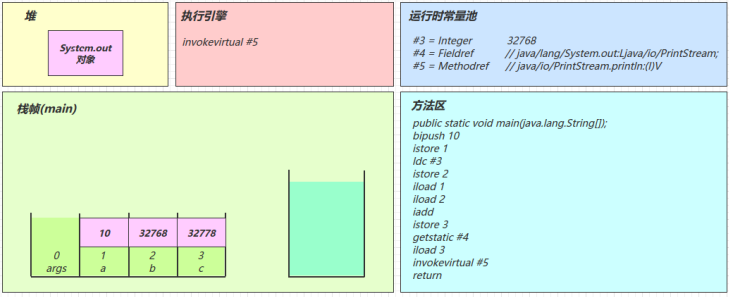 堆
System.out
对象
执行引擎
invokevirtual #5
运行时常量池
#3 = Integer 32768
#4 = Fieldref // java/lang/System.out:Ljava/io/PrintStream;
#5 = Methodref // java/io/PrintStream.println:(I)V
栈帧(main)
10 32768 32778
0 1 2 3
args a b c
方法区
public static void main(java.lang.String[]);
bipush 10
istore 1
ldc #3
istore 2
iload 1
iload 2
iadd
istore 3
getstatic #4
iload 3
invokevirtual #5
return